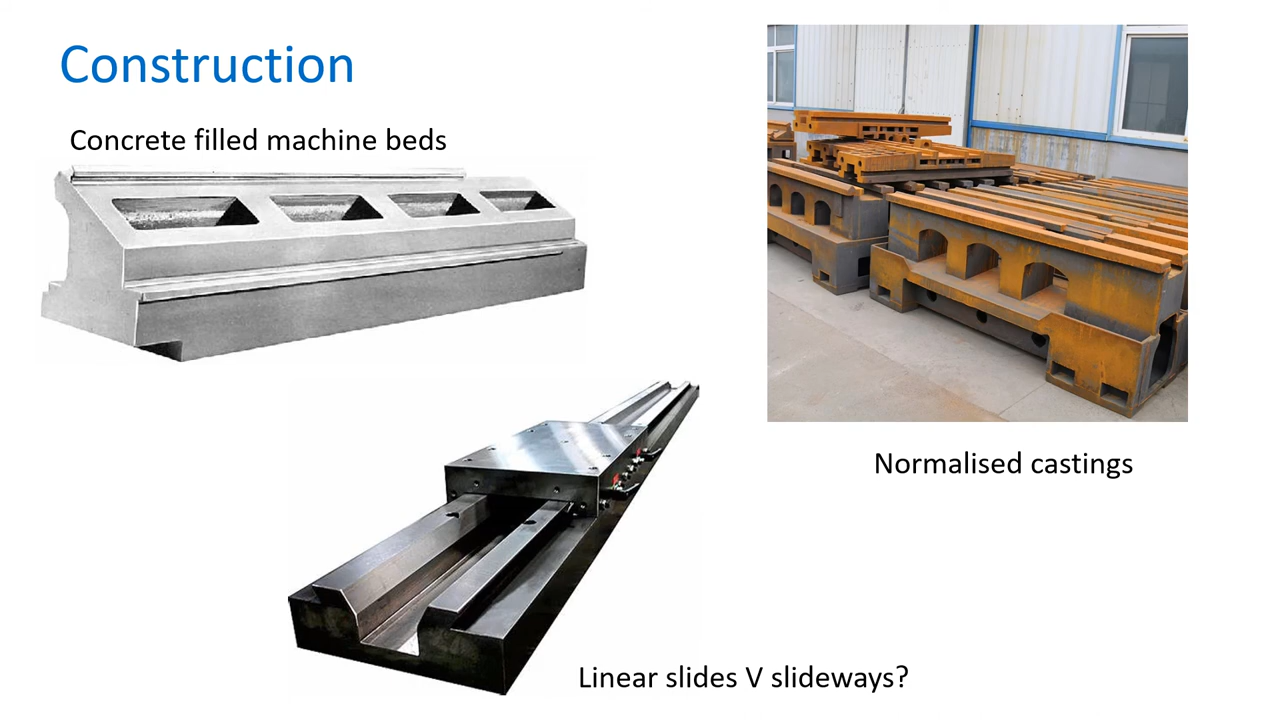 Construction
Concrete filled machine beds
Normalised castings
Linear slides V slideways?